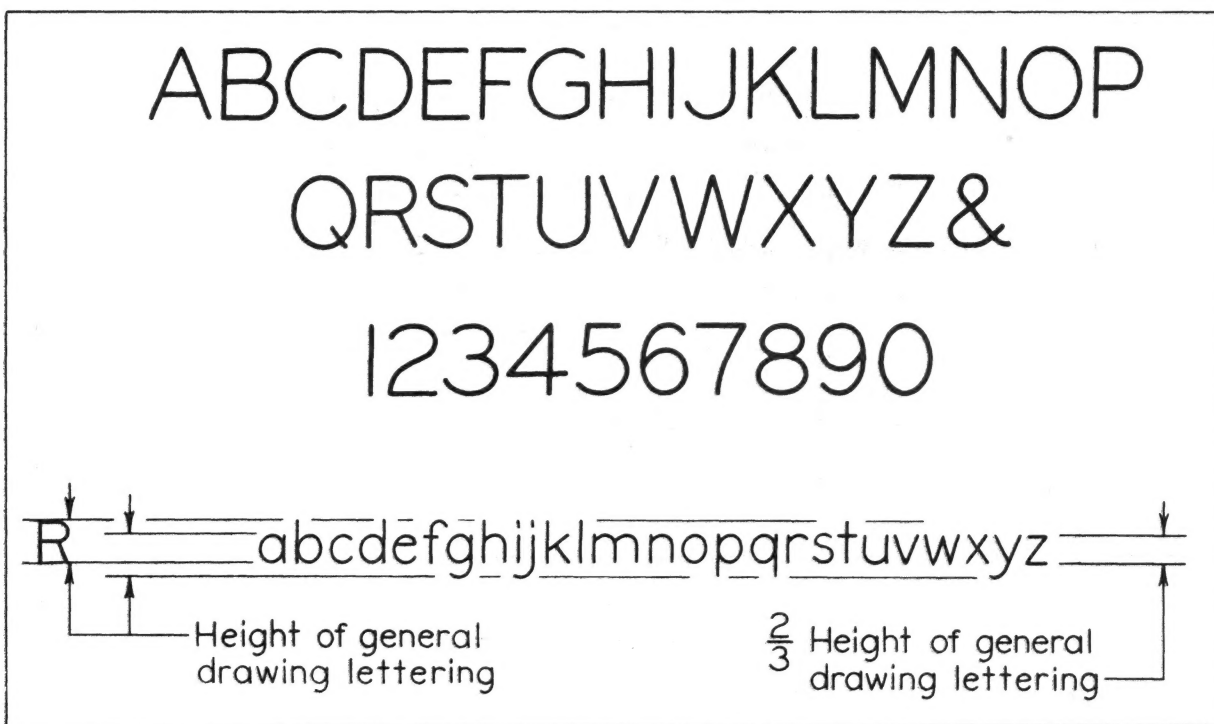 ABCDEFGHIJKLMNOP
QRSTUVWXYZ&
1234567890
R abcdefghijklmnopqrstuvwxyz
Height of general
drawing lettering
2/3 Height of general
drawing lettering